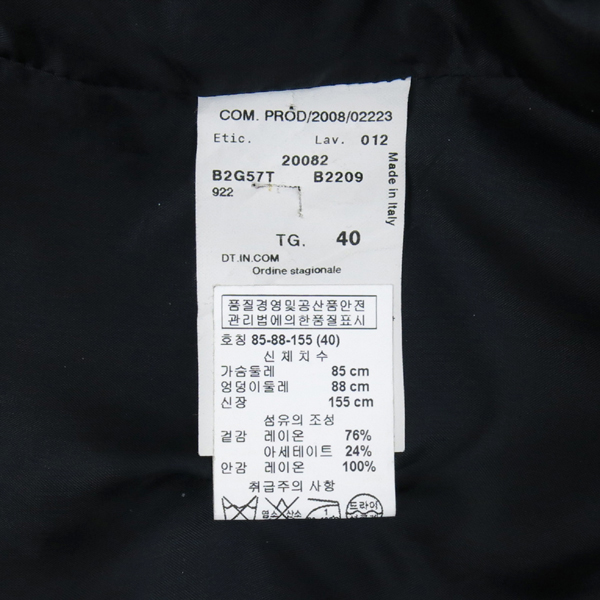 COM. PROD/2008/02223
Etic. Lav. 012
20082
B2G57T B2209
922
Made in Italy
TG. 40
DT.IN.COM
Ordine stagionale
품질경영및공산품안전
관리법에의한품질표시
호칭 85-88-155 (40)
신체치수
가슴둘레 85 cm
엉덩이둘레 88 cm
신장 155 cm
섬유의 조성
겉감 레이온 76%
아세테이트 24%
안감 레이온 100%
취급주의 사항
염소 산소 1 드라이